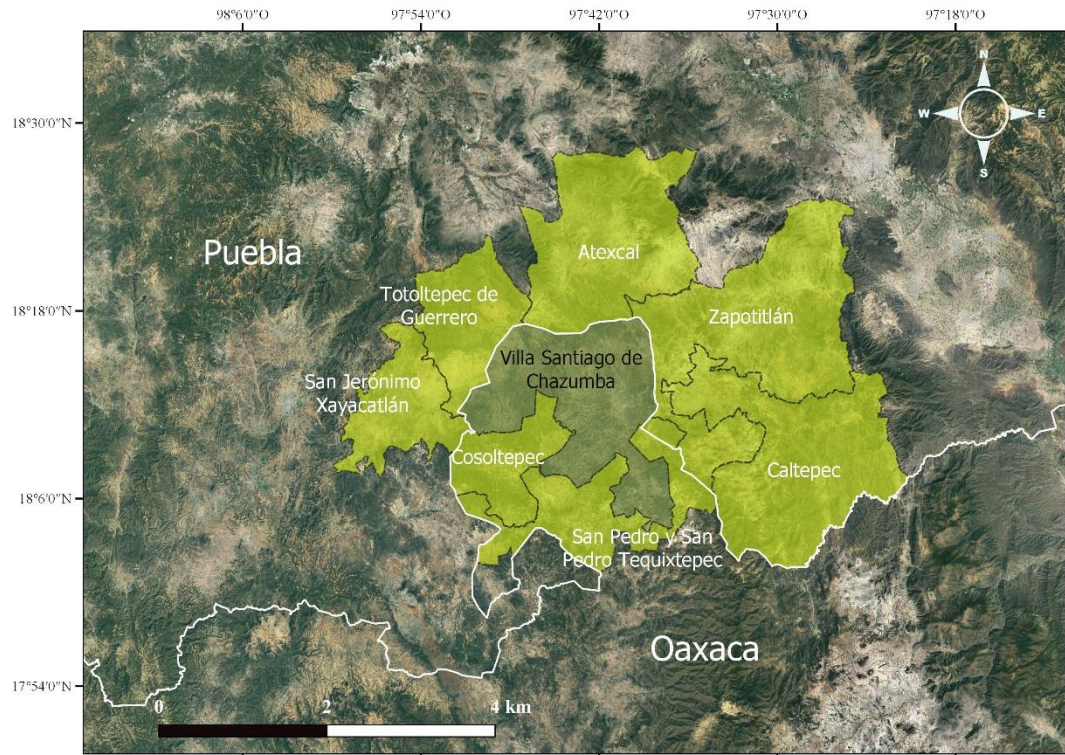 98°6′0″W
97°54′0″W
97°42′0″W
97°30′0″W
97°18′0″W
18°30′0″N
18°18′0″N
18°6′0″N
17°54′0″N
N
W
E
S
Puebla
Atexcal
Totoltepec de
Guerrero
Zapotitlán
Villa Santiago de
Chazumba
San Jerónimo
Xayacatlán
Cosoltepec
Caltepec
San Pedro y San
Pedro Tequixtepec
Oaxaca
0
2
4 km